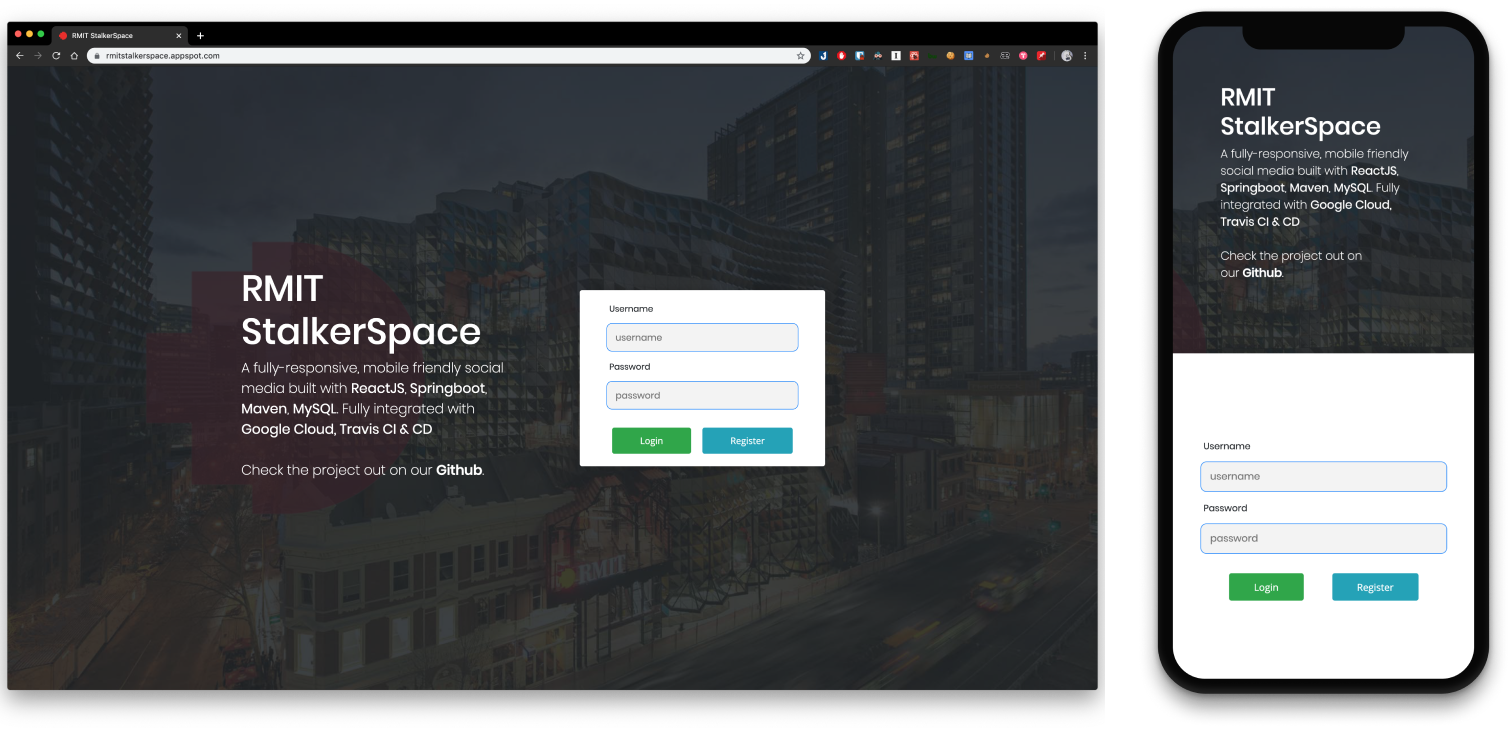 RMIT StalkerSpace
rmitstalkerspace.appspot.com
RMIT
StalkerSpace
A fully-responsive, mobile friendly social
media built with ReactJS, Springboot,
Maven, MySQL. Fully integrated with
Google Cloud, Travis CI & CD
Check the project out on our Github.
Username
username
Password
password
Login Register
RMIT
RMIT
StalkerSpace
A fully-responsive, mobile friendly
social media built with ReactJS,
Springboot, Maven, MySQL. Fully
integrated with Google Cloud,
Travis CI & CD
Check the project out on
our Github.
Username
username
Password
password
Login Register